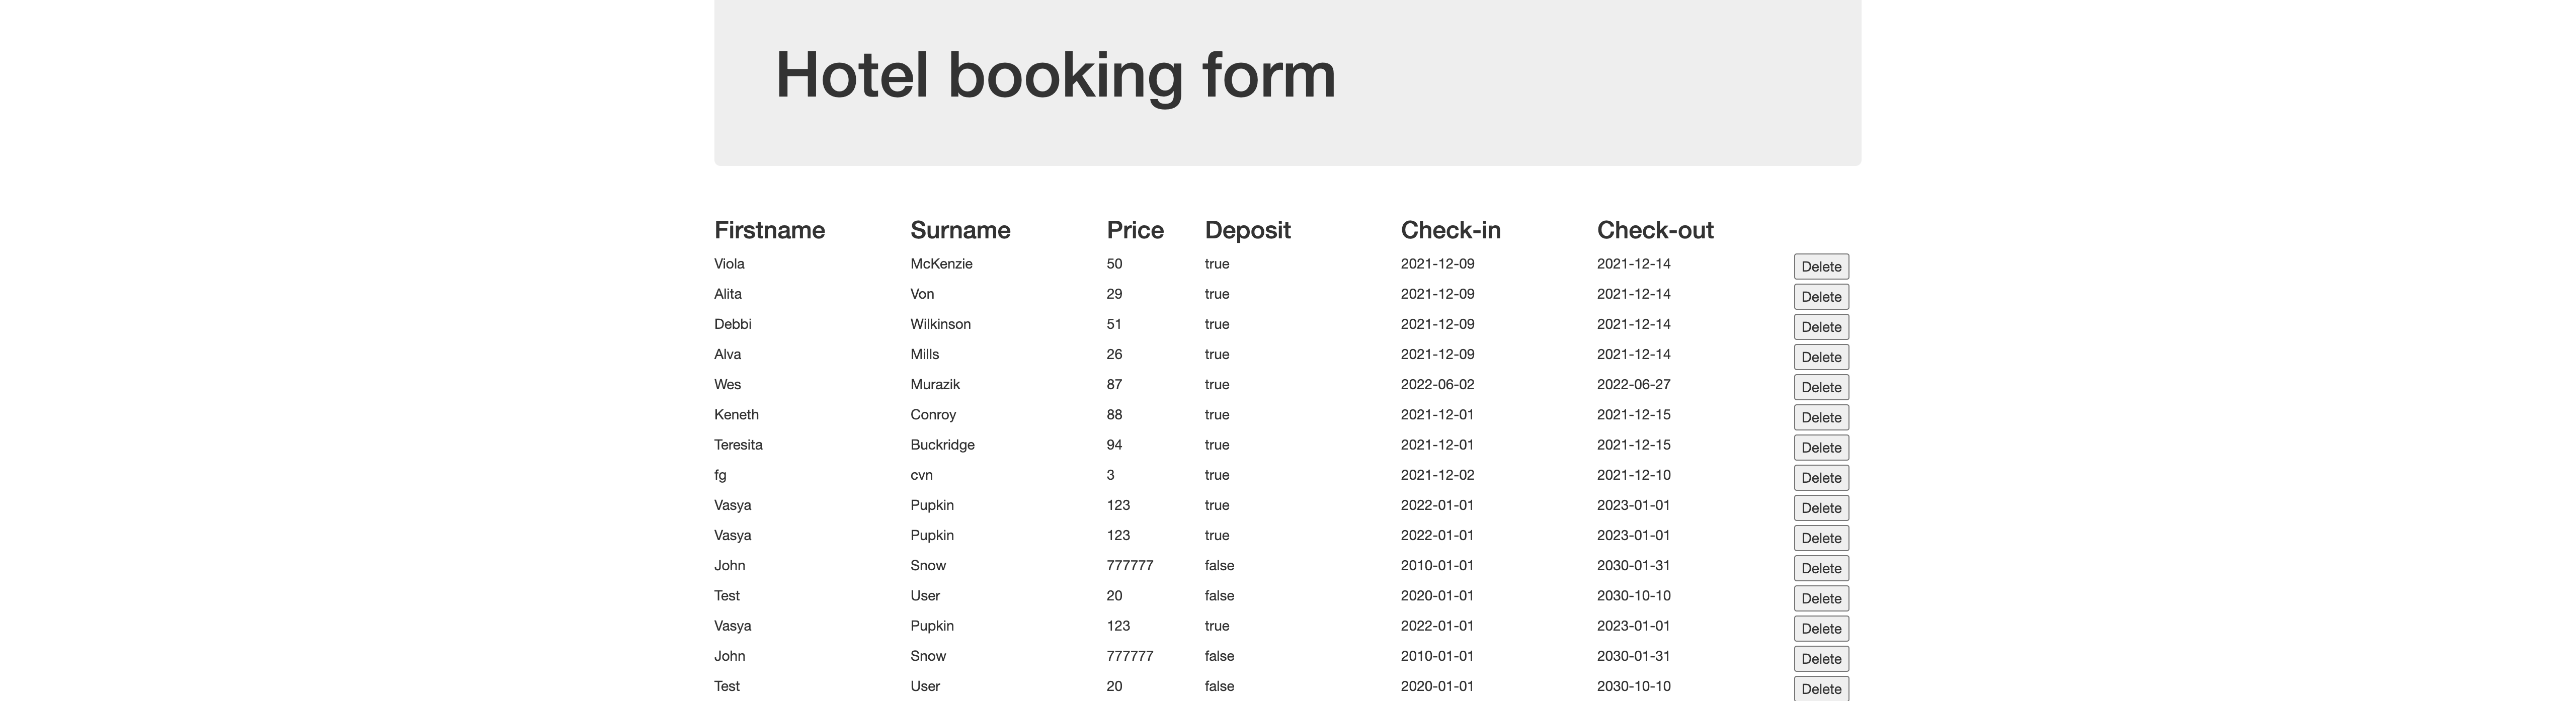 Hotel booking form
Firstname Surname Price Deposit Check-in Check-out
Viola McKenzie 50 true 2021-12-09 2021-12-14 Delete
Alita Von 29 true 2021-12-09 2021-12-14 Delete
Debbi Wilkinson 51 true 2021-12-09 2021-12-14 Delete
Alva Mills 26 true 2021-12-09 2021-12-14 Delete
Wes Murazik 87 true 2022-06-02 2022-06-27 Delete
Keneth Conroy 88 true 2021-12-01 2021-12-15 Delete
Teresita Buckridge 94 true 2021-12-01 2021-12-15 Delete
fg cvn 3 true 2021-12-02 2021-12-10 Delete
Vasya Pupkin 123 true 2022-01-01 2023-01-01 Delete
Vasya Pupkin 123 true 2022-01-01 2023-01-01 Delete
John Snow 777777 false 2010-01-01 2030-01-31 Delete
Test User 20 false 2020-01-01 2030-10-10 Delete
Vasya Pupkin 123 true 2022-01-01 2023-01-01 Delete
John Snow 777777 false 2010-01-01 2030-01-31 Delete
Test User 20 false 2020-01-01 2030-10-10 Delete